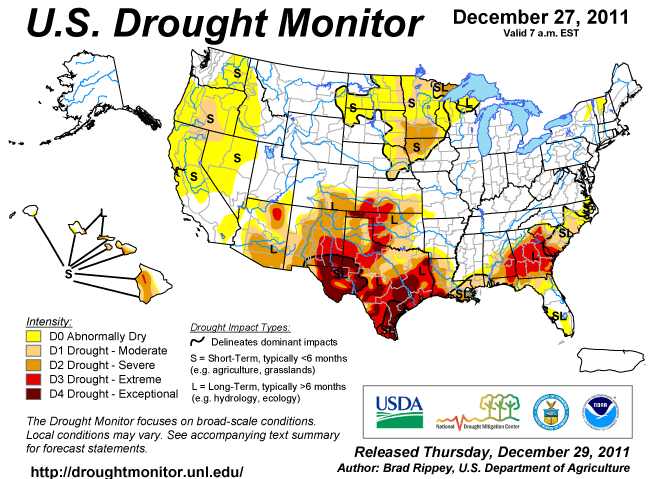 U.S. Drought Monitor
December 27, 2011
Valid 7 a.m. EST
S
S
S
S
S
S
S
SL
L
S
L
L
L
SL
L
SL
SL
L
SL
SL
L
S
Intensity:
D0 Abnormally Dry
D1 Drought - Moderate
D2 Drought - Severe
D3 Drought - Extreme
D4 Drought - Exceptional
Drought Impact Types:
Delineates dominant impacts
S = Short-Term, typically <6 months
(e.g. agriculture, grasslands)
L = Long-Term, typically >6 months
(e.g. hydrology, ecology)
The Drought Monitor focuses on broad-scale conditions.
Local conditions may vary. See accompanying text summary
for forecast statements.
http://droughtmonitor.unl.edu/
USDA
National Drought Mitigation Center
NOAA
Released Thursday, December 29, 2011
Author: Brad Rippey, U.S. Department of Agriculture